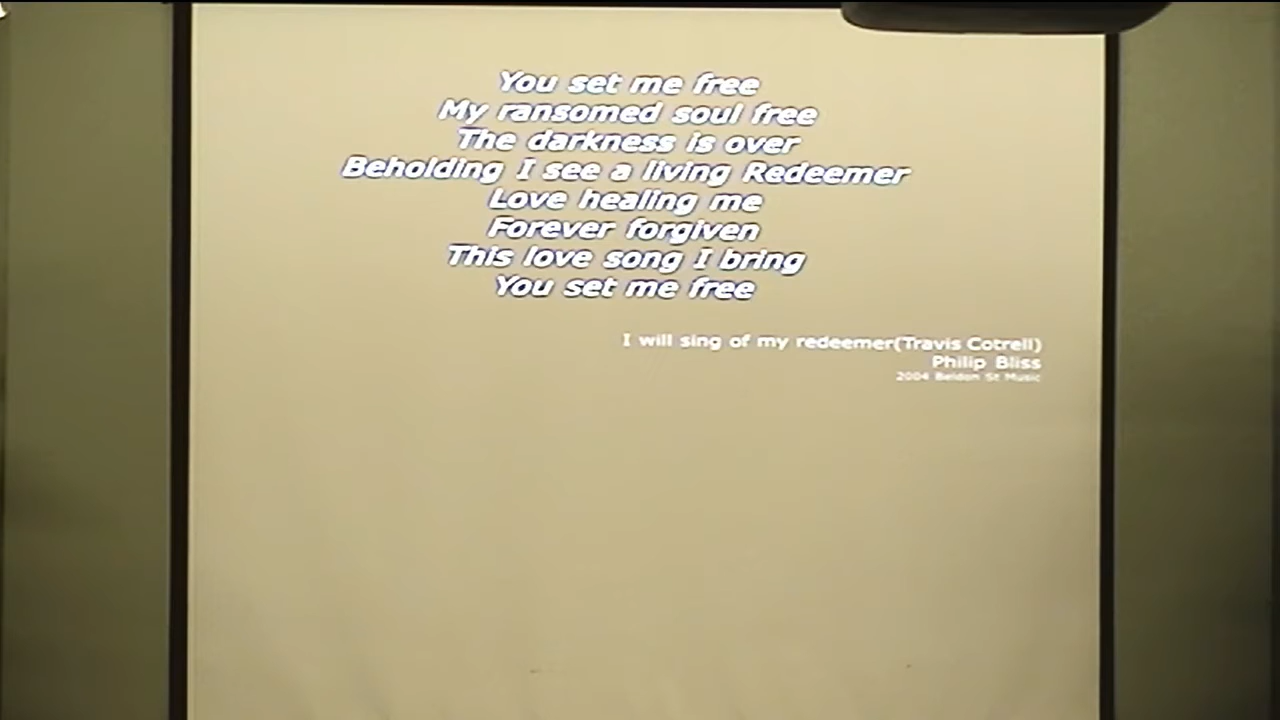 You set me free
My ransomed soul free
The darkness is over
Beholding I see a living Redeemer
Love healing me
Forever forgiven
This love song I bring
You set me free
I will sing of my redeemer(Travis Cotrell)
Philip Bliss
2004 Beldon St Music